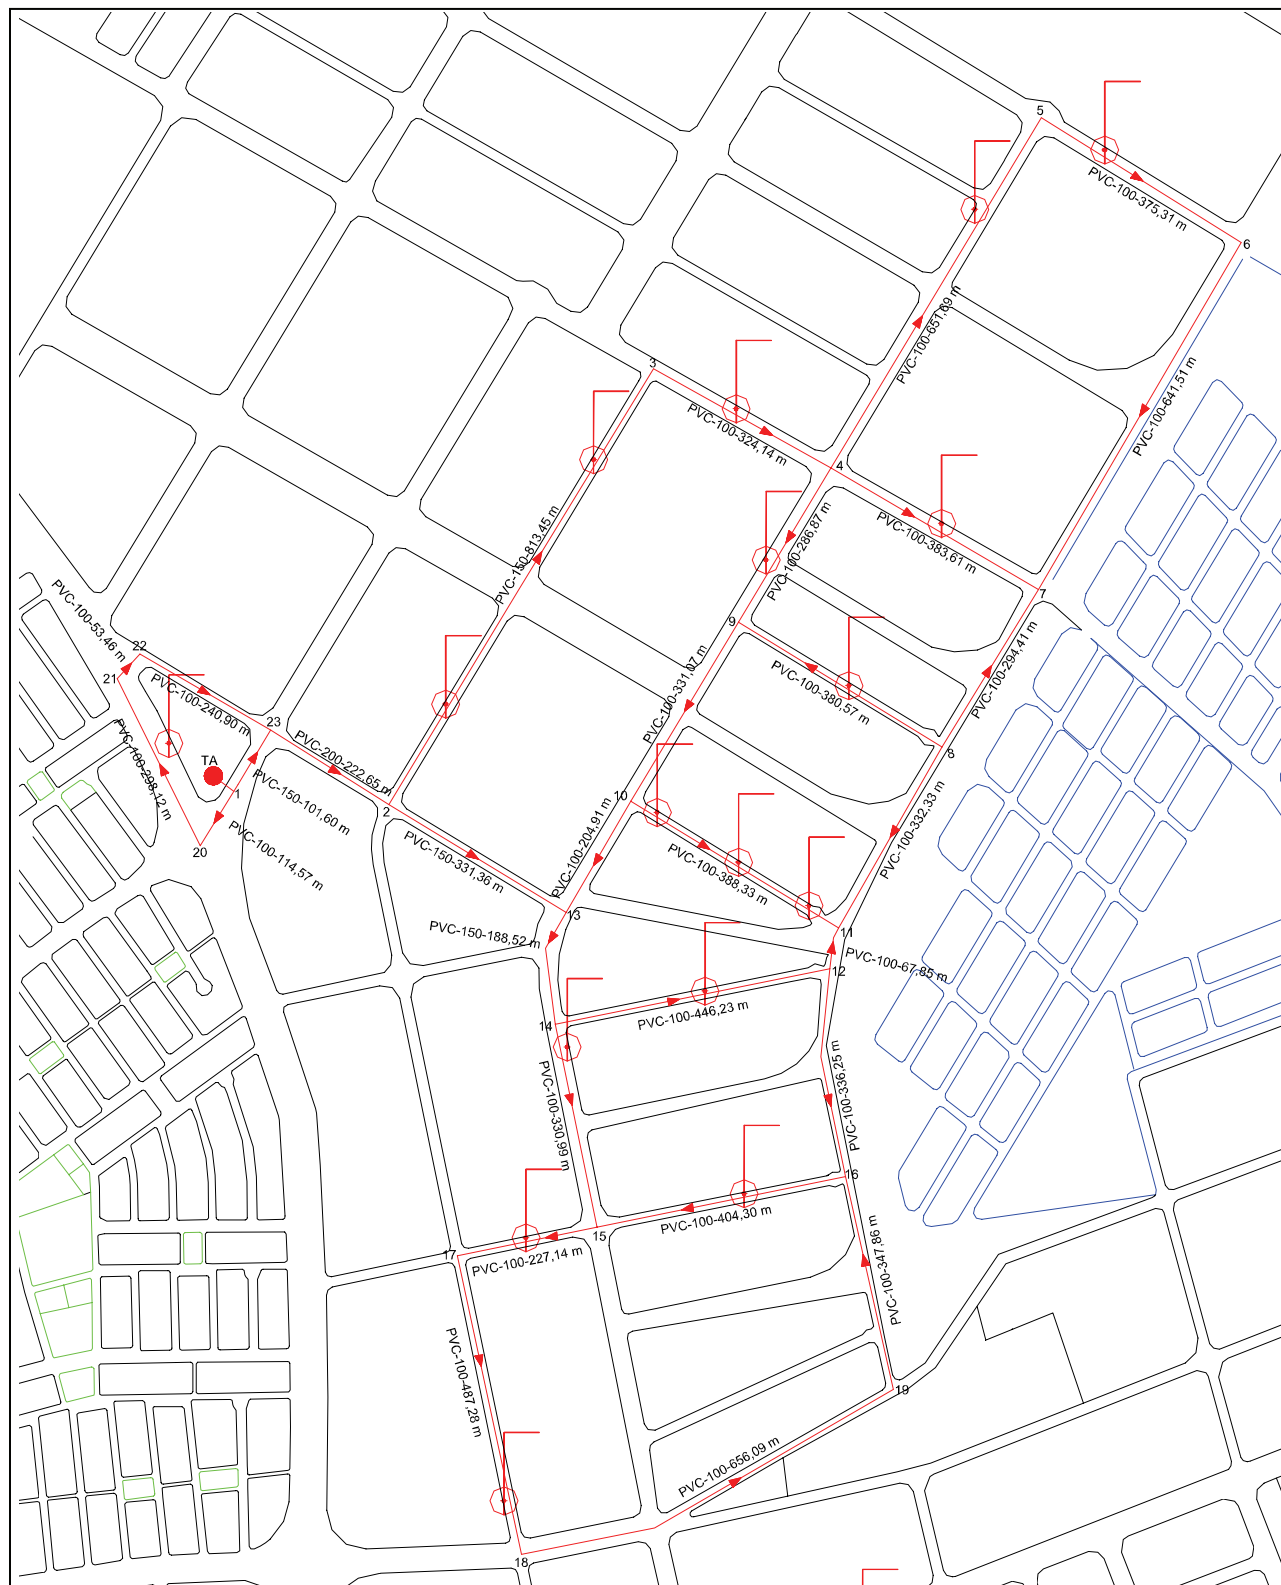 5
PVC-100-375,31 m
6
PVC-100-651,69 m
3
PVC-100-324,14 m
PVC-100-641,51 m
4
PVC-100-383,61 m
PVC-150-813,45 m
PVC-100-286,87 m
7
PVC-100-53,46 m
9
22
PVC-100-331,07 m
PVC-100-380,57 m
PVC-100-294,41 m
21
PVC-100-240,90 m
23
PVC-100-298,12 m
PVC-200-222,65 m
8
TA
1
PVC-150-101,60 m
2
10
PVC-100-204,91 m
PVC-100-332,33 m
20
PVC-100-114,57 m
PVC-150-331,36 m
PVC-100-388,33 m
13
11
PVC-150-188,52 m
PVC-100-67,85 m
12
14
PVC-100-446,23 m
PVC-100-330,99 m
PVC-100-336,25 m
16
PVC-100-404,30 m
15
17
PVC-100-227,14 m
PVC-100-347,86 m
PVC-100-487,28 m
19
PVC-100-656,09 m
18